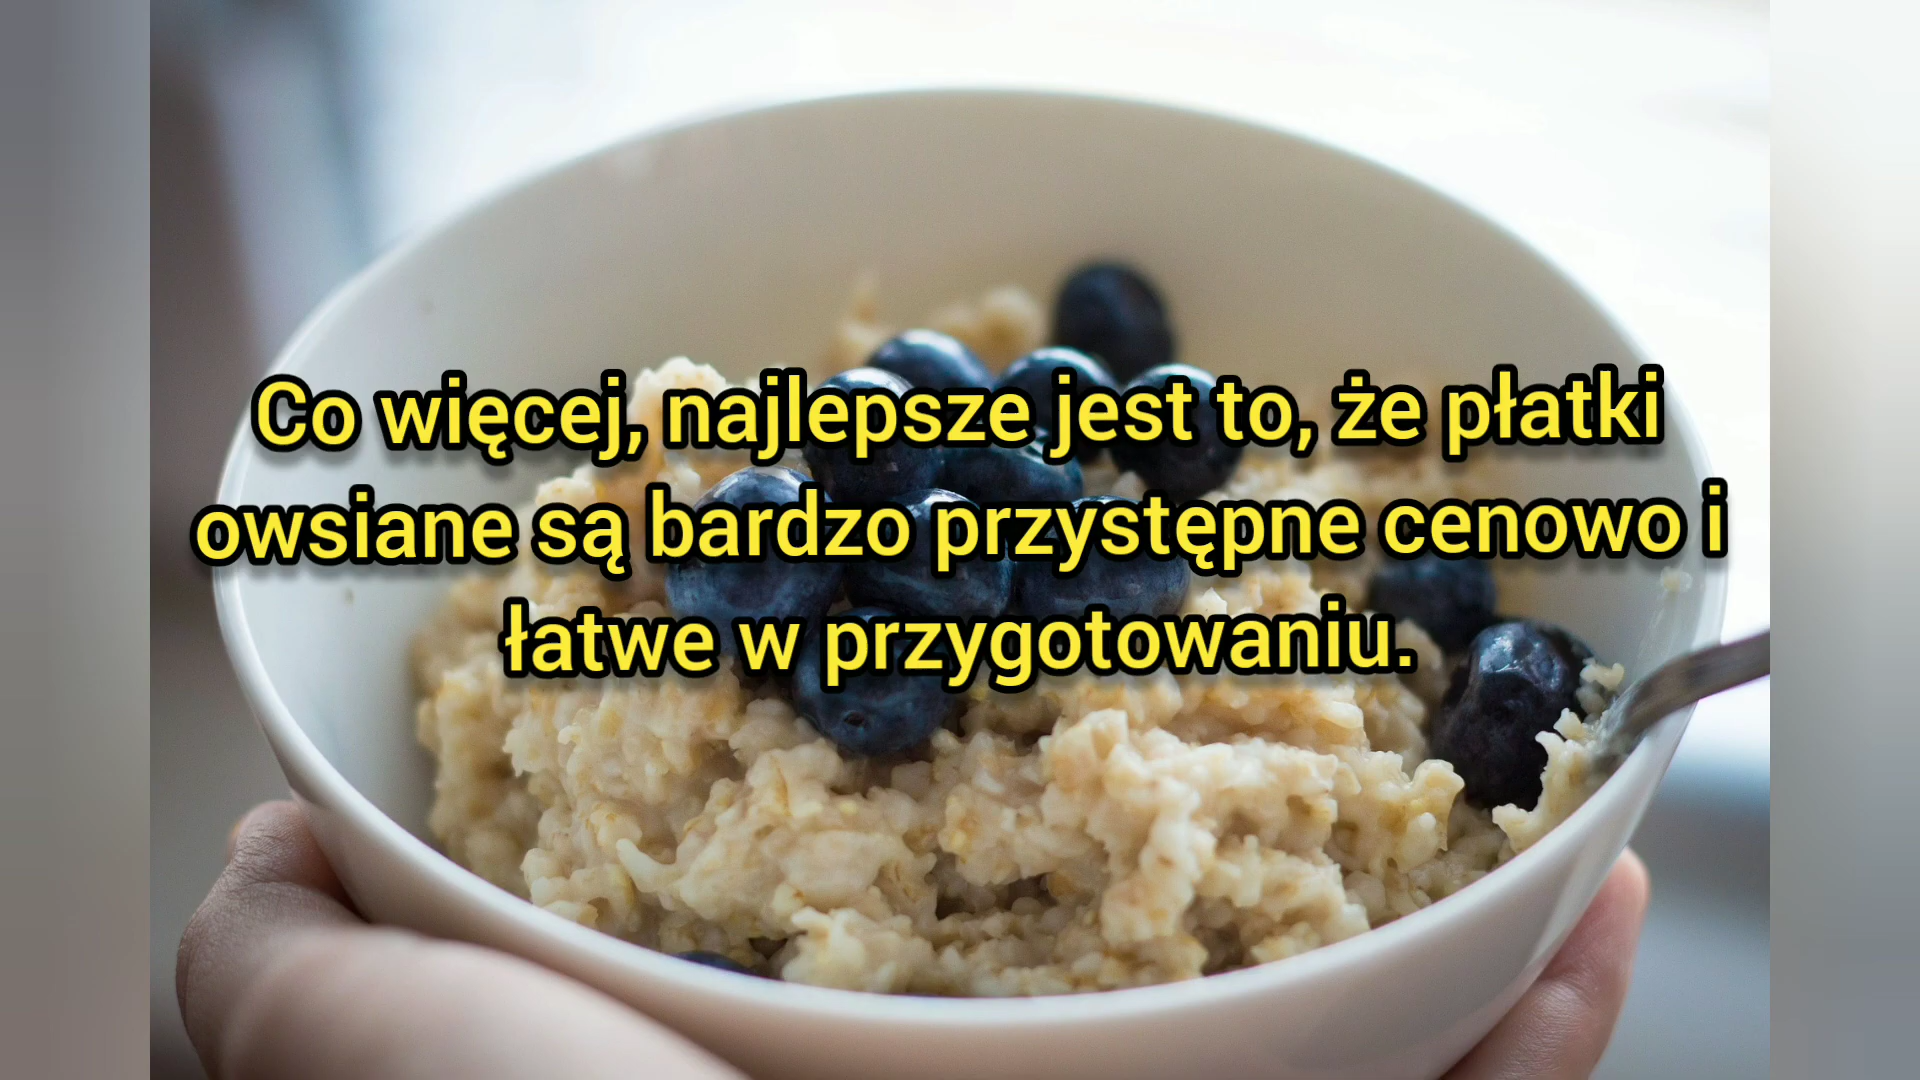 Co więcej, najlepsze jest to, że płatki
owsiane są bardzo przystępne cenowo i
łatwe w przygotowaniu.